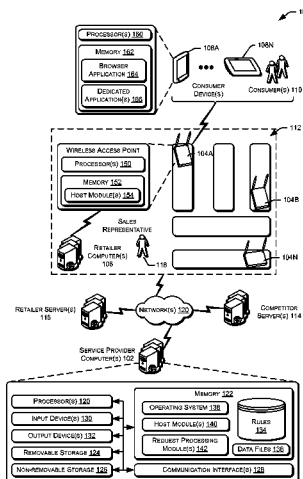 PROCESSOR(S) 160
MEMORY 162
BROWSER APPLICATION 164
DEDICATED APPLICATION(S) 166
108A
108N
CONSUMER DEVICE(S)
CONSUMER(S) 110
112
WIRELESS ACCESS POINT
PROCESSOR(S) 150
MEMORY 152
HOST MODULE(S) 154
104A
104B
104N
SALES REPRESENTATIVE
118
RETAILER COMPUTER(S) 106
RETAILER SERVER(S) 116
NETWORK(S) 120
COMPETITOR SERVER(S) 114
SERVICE PROVIDER COMPUTER(S) 102
PROCESSOR(S) 120
INPUT DEVICE(S) 130
OUTPUT DEVICE(S) 132
REMOVABLE STORAGE 124
NON-REMOVABLE STORAGE 126
MEMORY 122
OPERATING SYSTEM 138
HOST MODULE(S) 140
REQUEST PROCESSING MODULE(S) 142
RULES 134
DATA FILES 136
COMMUNICATION INTERFACE(S) 128